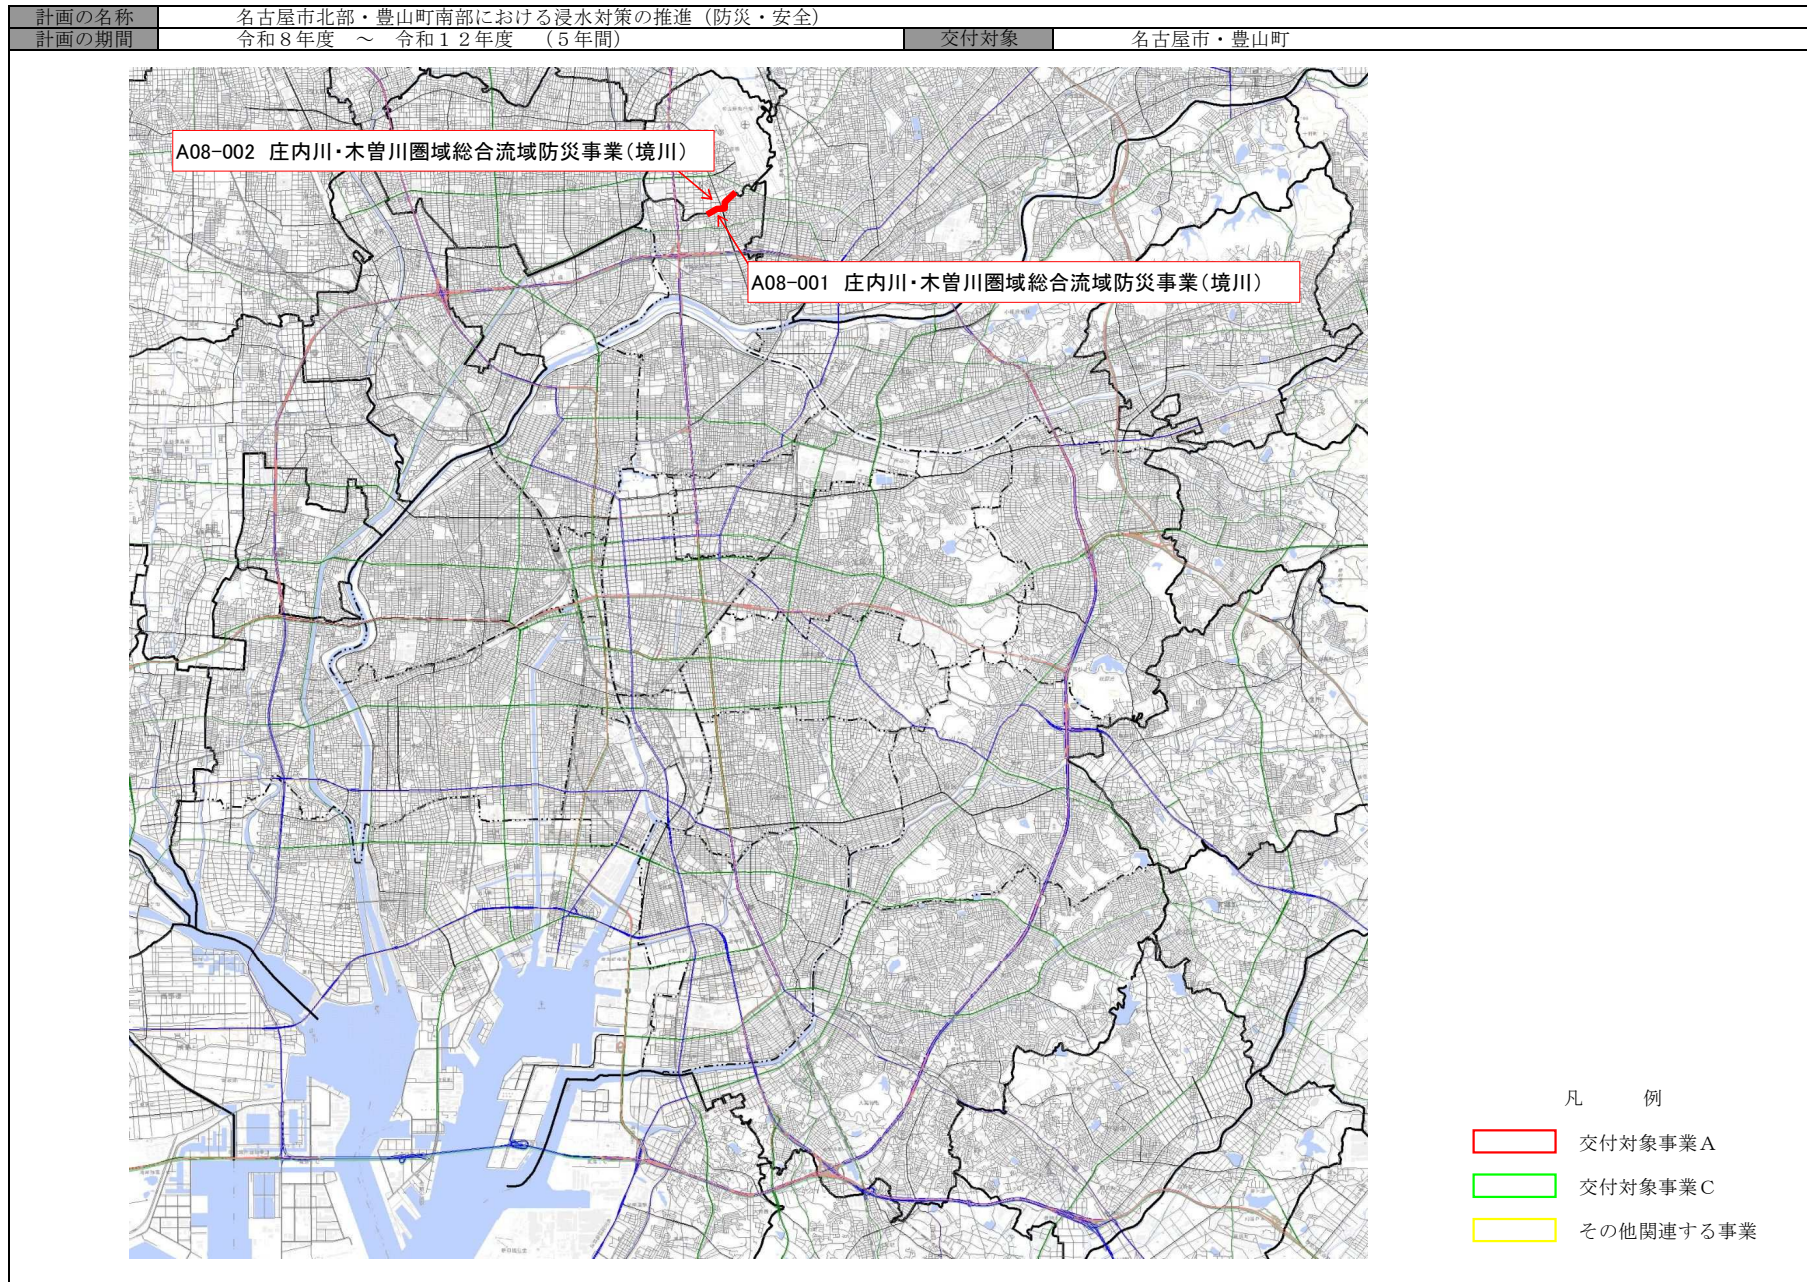 計画の名称 名古屋市北部・豊山町南部における浸水対策の推進（防災・安全）
計画の期間 令和８年度 ～ 令和１２年度 （５年間） 交付対象 名古屋市・豊山町
A08-002 庄内川・木曽川圏域総合流域防災事業（境川）
A08-001 庄内川・木曽川圏域総合流域防災事業（境川）
凡 例
交付対象事業Ａ
交付対象事業Ｃ
その他関連する事業